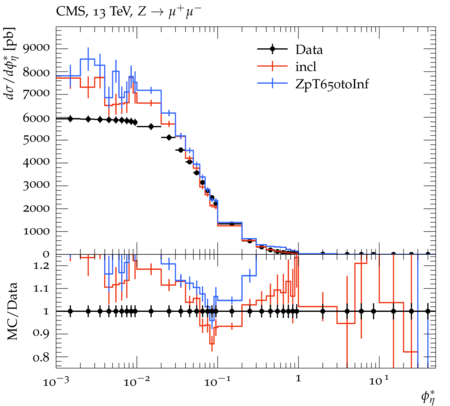 CMS, 13 TeV, Z → μ⁺μ⁻
dσ/dϕ*η [pb]
9000
8000
7000
6000
5000
4000
3000
2000
1000
0
Data
incl
ZpT650toInf
MC/Data
1.2
1.1
1
0.9
0.8
10⁻³ 10⁻² 10⁻¹ 1 10¹
ϕ*η